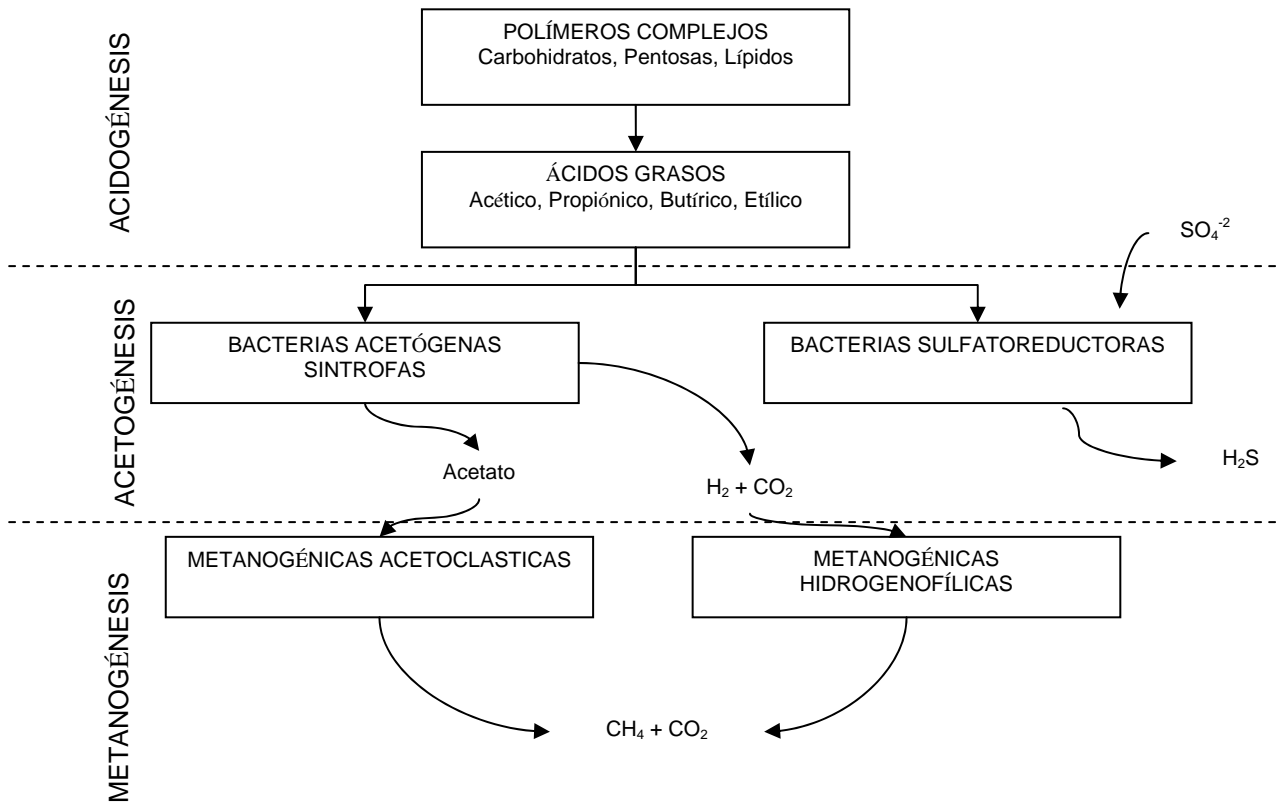 ACIDOGÉNESIS
POLÍMEROS COMPLEJOS
Carbohidratos, Pentosas, Lípidos
ÁCIDOS GRASOS
Acético, Propiónico, Butírico, Etílico
SO₄⁻²
ACETOGÉNESIS
BACTERIAS ACETÓGENAS
SINTROFAS
BACTERIAS SULFATOREDUCTORAS
Acetato
H₂ + CO₂
H₂S
METANOGÉNESIS
METANOGÉNICAS ACETOCLASTICAS
METANOGÉNICAS
HIDROGENOFÍLICAS
CH₄ + CO₂